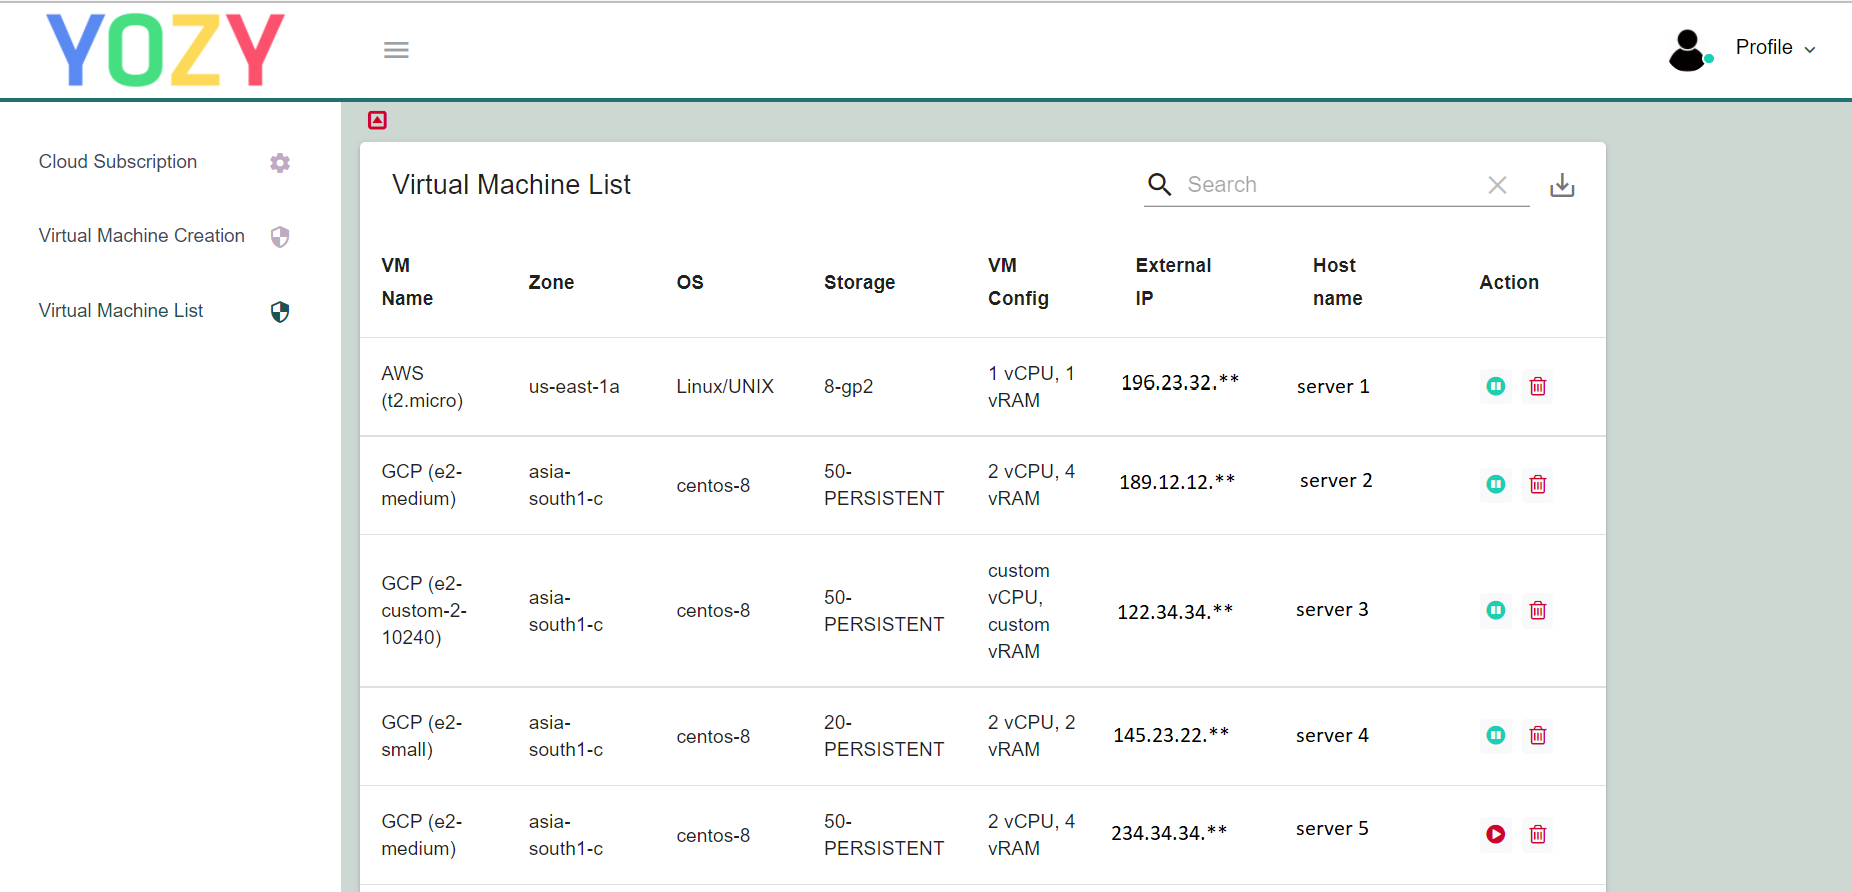 YOZY
Profile
Cloud Subscription
Virtual Machine Creation
Virtual Machine List
Virtual Machine List
Search
VM
Name
Zone
OS
Storage
VM
Config
External
IP
Host
name
Action
AWS
(t2.micro)
us-east-1a
Linux/UNIX
8-gp2
1 vCPU, 1
vRAM
196.23.32.**
server 1
GCP (e2-
medium)
asia-
south1-c
centos-8
50-
PERSISTENT
2 vCPU, 4
vRAM
189.12.12.**
server 2
GCP (e2-
custom-2-
10240)
asia-
south1-c
centos-8
50-
PERSISTENT
custom
vCPU,
custom
vRAM
122.34.34.**
server 3
GCP (e2-
small)
asia-
south1-c
centos-8
20-
PERSISTENT
2 vCPU, 2
vRAM
145.23.22.**
server 4
GCP (e2-
medium)
asia-
south1-c
centos-8
50-
PERSISTENT
2 vCPU, 4
vRAM
234.34.34.**
server 5